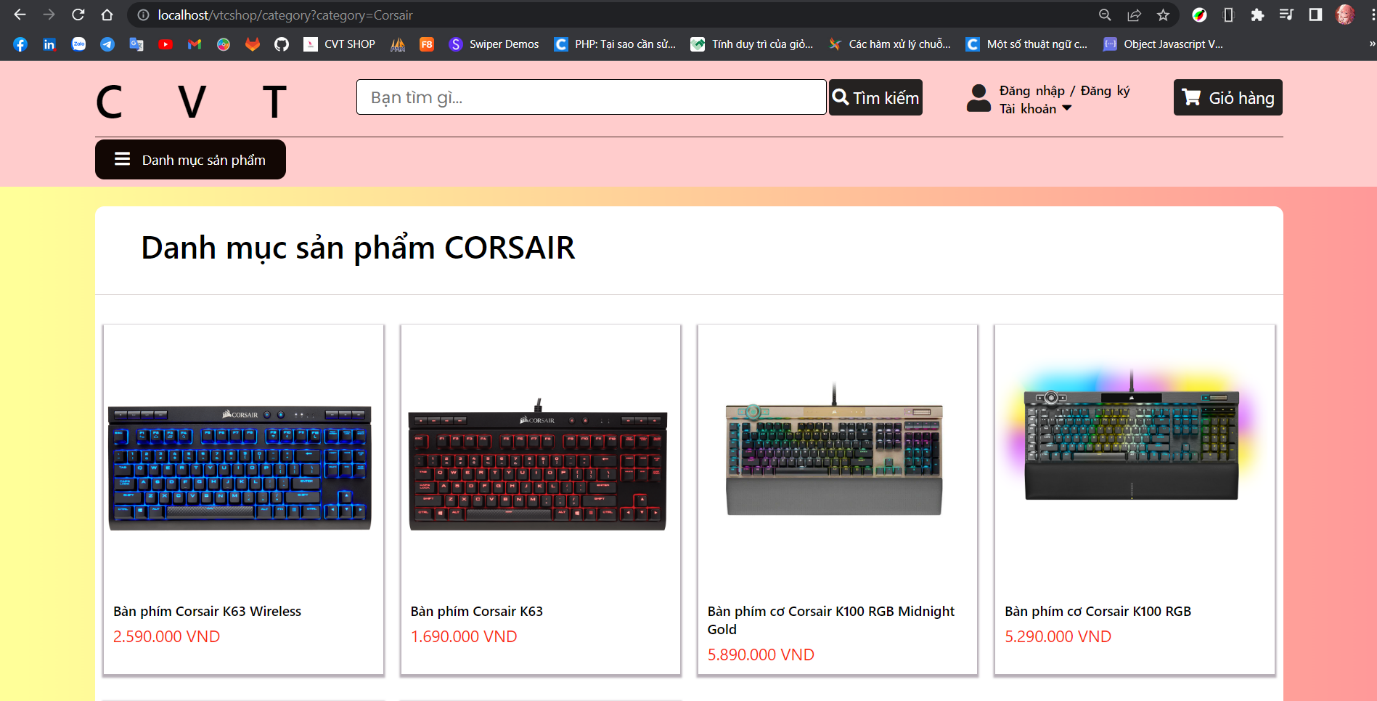 localhost/vtcshop/category?category=Corsair
CVT SHOP
F8
Swiper Demos
PHP: Tại sao cần sử...
Tính duy trì của giỏ...
Các hàm xử lý chuỗ...
Một số thuật ngữ c...
Object Javascript V...
»
C V T
Bạn tìm gì...
Tìm kiếm
Đăng nhập / Đăng ký
Tài khoản
Giỏ hàng
Danh mục sản phẩm
Danh mục sản phẩm CORSAIR
CORSAIR
CORSAIR
Bàn phím Corsair K63 Wireless
2.590.000 VND
Bàn phím Corsair K63
1.690.000 VND
Bàn phím cơ Corsair K100 RGB Midnight
Gold
5.890.000 VND
Bàn phím cơ Corsair K100 RGB
5.290.000 VND